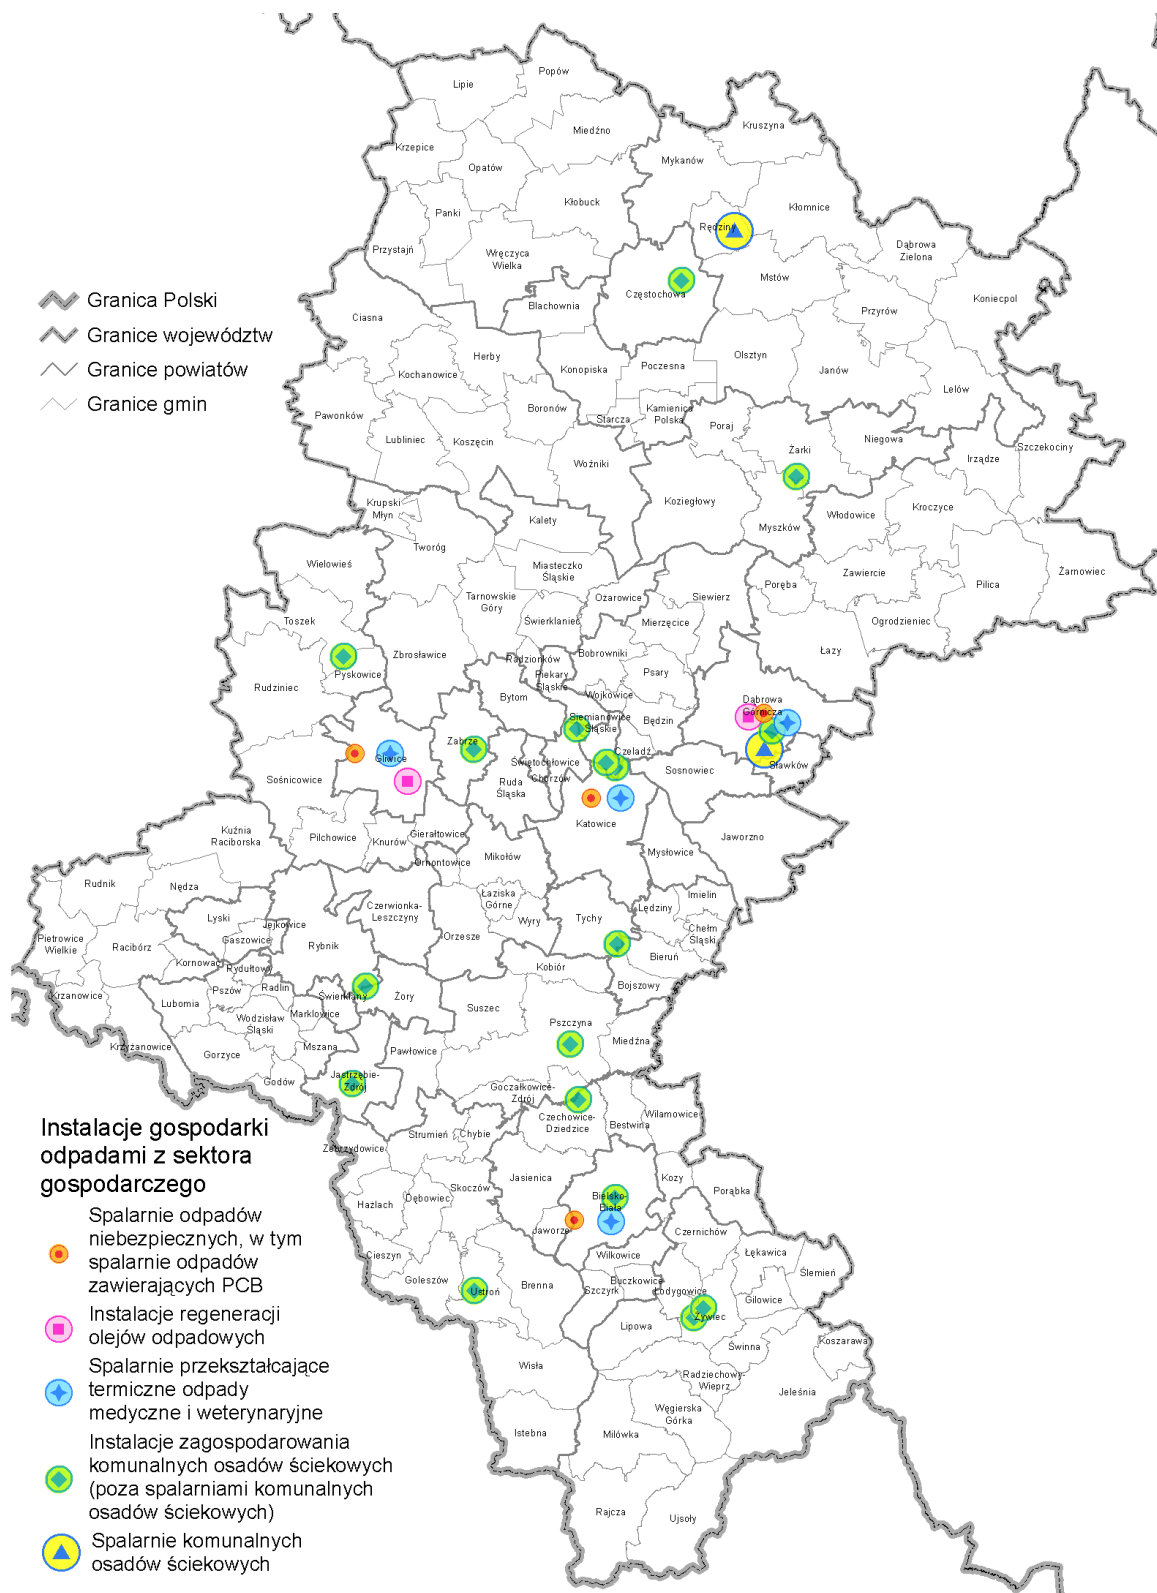 Lipie
Popów
Kruszyna
Miedźno
Krzepice
Mykanów
Opatów
Kłobuck
Kłomnice
Panki
Rędziny
Przystajń
Dąbrowa
Zielona
Wręczyca
Wielka
Mstów
Częstochowa
Koniecpol
Blachownia
Przyrów
Ciasna
Granica Polski
Granice województw
Granice powiatów
Granice gmin
Herby
Olsztyn
Konopiska
Poczesna
Janów
Kochanowice
Lelów
Pawonków
Boronów
Starcza
Kamienica
Polska
Poraj
Lubliniec
Koszęcin
Niegowa
Żarki
Szczekociny
Irządze
Woźniki
Koziegłowy
Krupski
Młyn
Kroczyce
Włodowice
Kalety
Myszków
Tworóg
Wielowieś
Miasteczko
Śląskie
Zawiercie
Żarnowiec
Poręba
Pilica
Tarnowskie
Góry
Ożarowice
Siewierz
Toszek
Świerklaniec
Mierzęcice
Ogrodzieniec
Zbrosławice
Radzionków
Bobrowniki
Łazy
Pyskowice
Piekary
Śląskie
Psary
Rudziniec
Bytom
Wojkowice
Dąbrowa
Górnicza
Siemianowice
Śląskie
Będzin
Zabrze
Czeladź
Gliwice
Świętochłowice
Sławków
Sosnowiec
Chorzów
Sośnicowice
Ruda
Śląska
Katowice
Kuźnia
Raciborska
Pilchowice
Gierałtowice
Knurów
Jaworzno
Mysłowice
Ornontowice
Mikołów
Rudnik
Nędza
Łaziska
Górne
Imielin
Czerwionka-
Leszczyny
Lędziny
Lyski
Jejkowice
Wyry
Tychy
Chełm
Śląski
Pietrowice
Wielkie
Racibórz
Gaszowice
Rybnik
Orzesze
Bieruń
Kornowac
Rydułtowy
Kobiór
Bojszowy
Krzanowice
Pszów
Radlin
Świerklany
Żory
Lubomia
Suszec
Wodzisław
Śląski
Marklowice
Pszczyna
Krzyżanowice
Gorzyce
Mszana
Pawłowice
Miedźna
Godów
Jastrzębie-
Zdrój
Goczałkowice-
Zdrój
Wilamowice
Czechowice-
Dziedzice
Bestwina
Strumień
Chybie
Zebrzydowice
Instalacje gospodarki
odpadami z sektora
gospodarczego
Jasienica
Kozy
Skoczów
Porąbka
Hażlach
Dębowiec
Bielsko-
Biała
Jaworze
Czernichów
Cieszyn
Wilkowice
Łękawica
Ślemień
Goleszów
Brenna
Buczkowice
Szczyrk
Łodygowice
Gilowice
Ustroń
Żywiec
Lipowa
Świnna
Koszarawa
Wisła
Radziechowy-
Wieprz
Jeleśnia
Węgierska
Górka
Istebna
Milówka
Rajcza
Ujsoły
Spalarnie odpadów
niebezpiecznych, w tym
spalarnie odpadów
zawierających PCB
Instalacje regeneracji
olejów odpadowych
Spalarnie przekształcające
termiczne odpady
medyczne i weterynaryjne
Instalacje zagospodarowania
komunalnych osadów ściekowych
(poza spalarniami komunalnych
osadów ściekowych)
Spalarnie komunalnych
osadów ściekowych